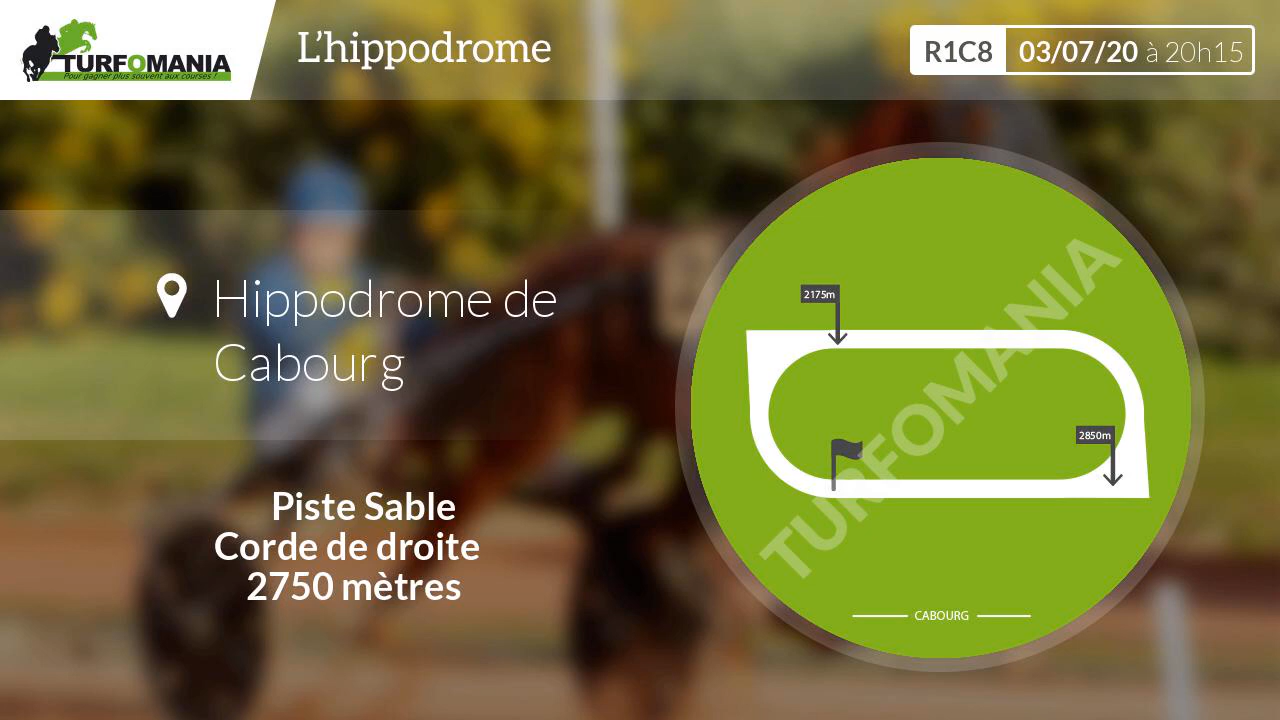 TURFOMANIA
Pour gagner plus souvent aux courses !
L'hippodrome
R1C8 03/07/20 à 20h15
Hippodrome de
Cabourg
Piste Sable
Corde de droite
2750 mètres
2175m
2850m
TURFOMANIA
CABOURG